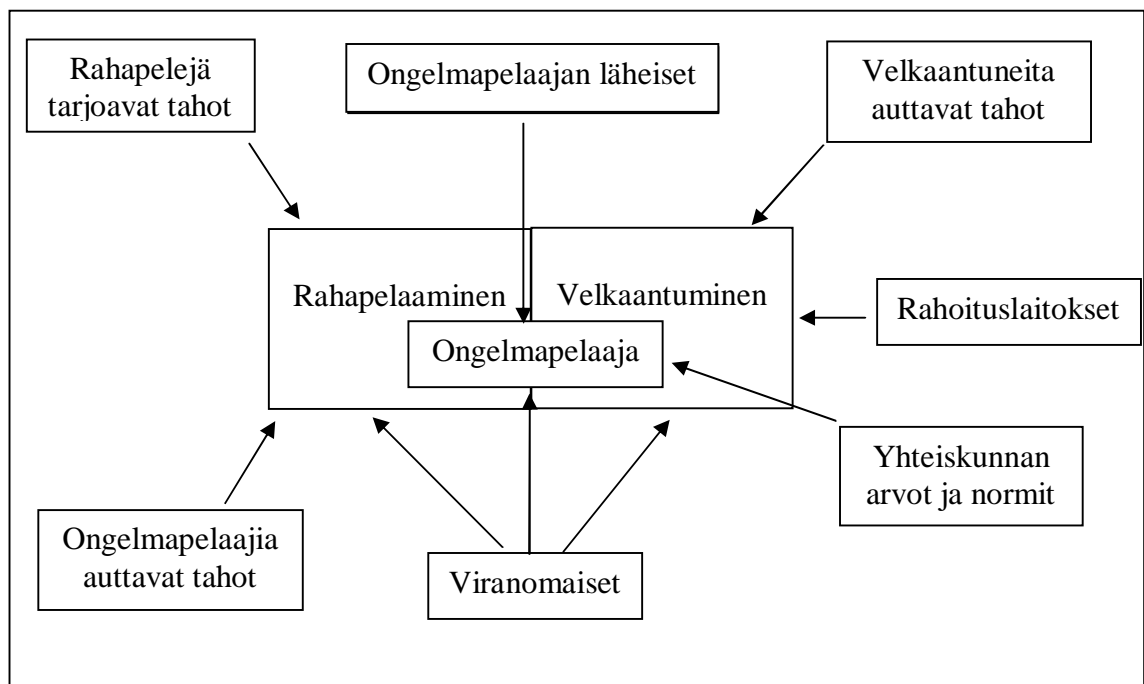 Rahapelejä
tarjoavat tahot
Ongelmapelaajan läheiset
Velkaantuneita
auttavat tahot
Rahapelaaminen
Velkaantuminen
Rahoituslaitokset
Ongelmapelaaja
Yhteiskunnan
arvot ja normit
Ongelmapelaajia
auttavat tahot
Viranomaiset